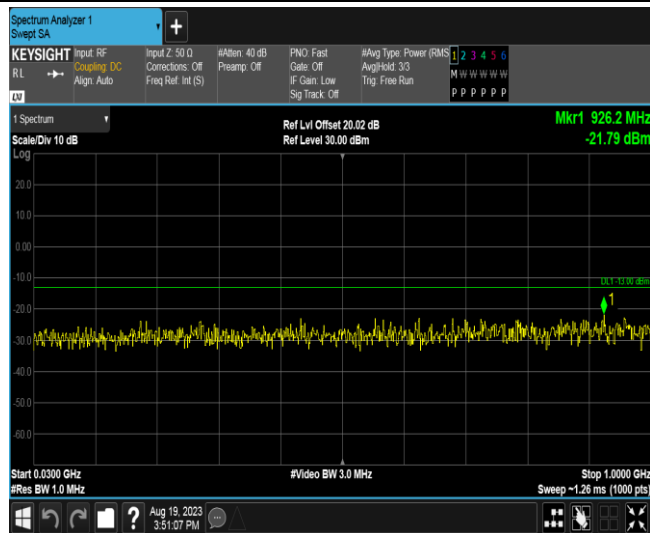 Spectrum Analyzer 1
Swept SA
+
KEYSIGHT
RL
LXI
Input: RF
Coupling: DC
Align: Auto
Input Z: 50 Ω
Corrections: Off
Freq Ref: Int (S)
#Atten: 40 dB
Preamp: Off
PNO: Fast
Gate: Off
IF Gain: Low
Sig Track: Off
#Avg Type: Power (RMS
Avg|Hold: 3/3
Trig: Free Run
1 2 3 4 5 6
M W W W W W
P P P P P P
1 Spectrum
Scale/Div 10 dB
Log
Ref Lvl Offset 20.02 dB
Ref Level 30.00 dBm
Mkr1 926.2 MHz
-21.79 dBm
20.0
10.0
0.00
-10.0
DL1 -13.00 dBm
1
-20.0
-30.0
-40.0
-50.0
-60.0
Start 0.0300 GHz
#Video BW 3.0 MHz
Stop 1.0000 GHz
#Res BW 1.0 MHz
Sweep ~1.26 ms (1000 pts)
?
Aug 19, 2023
3:51:07 PM